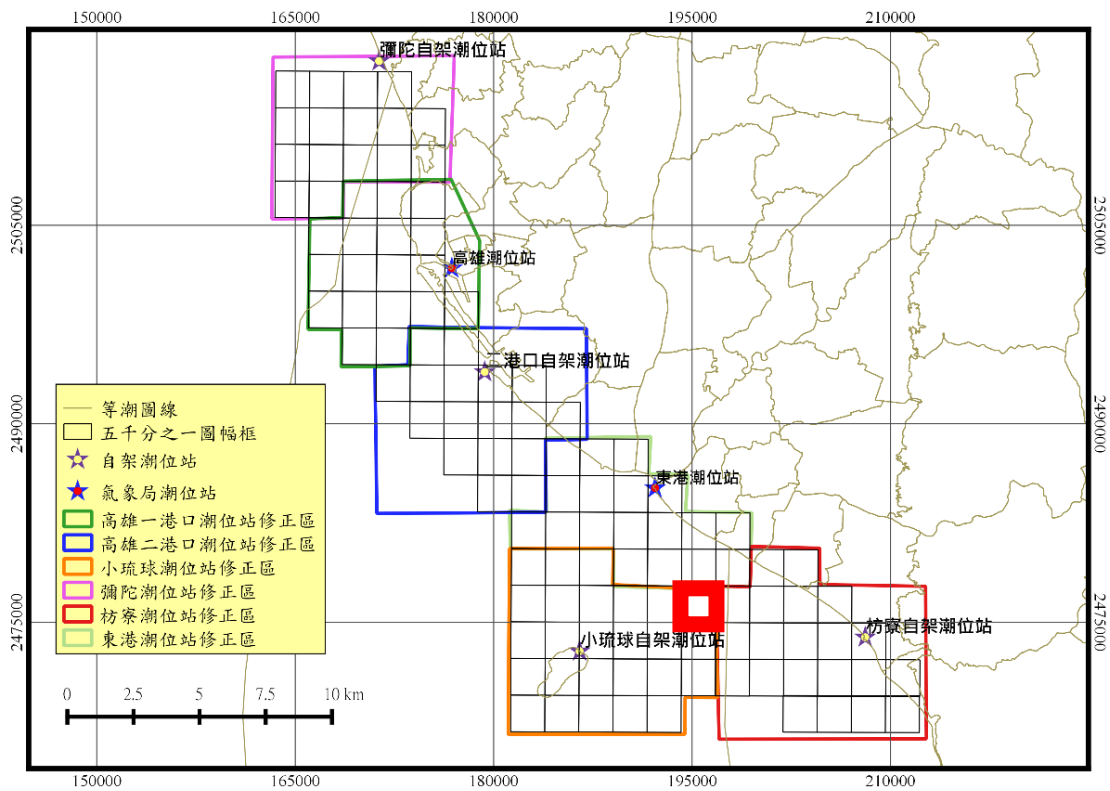 150000 165000 180000 195000 210000
彌陀自架潮位站
2505000 2505000
高雄潮位站
二港口自架潮位站
2490000 2490000
東港潮位站
等潮圖線
五千分之一圖幅框
自架潮位站
氣象局潮位站
高雄一港口潮位站修正區
高雄二港口潮位站修正區
小琉球潮位站修正區
彌陀潮位站修正區
枋寮潮位站修正區
東港潮位站修正區
2475000 2475000
枋寮自架潮位站
小琉球自架潮位站
0 2.5 5 7.5 10 km
150000 165000 180000 195000 210000